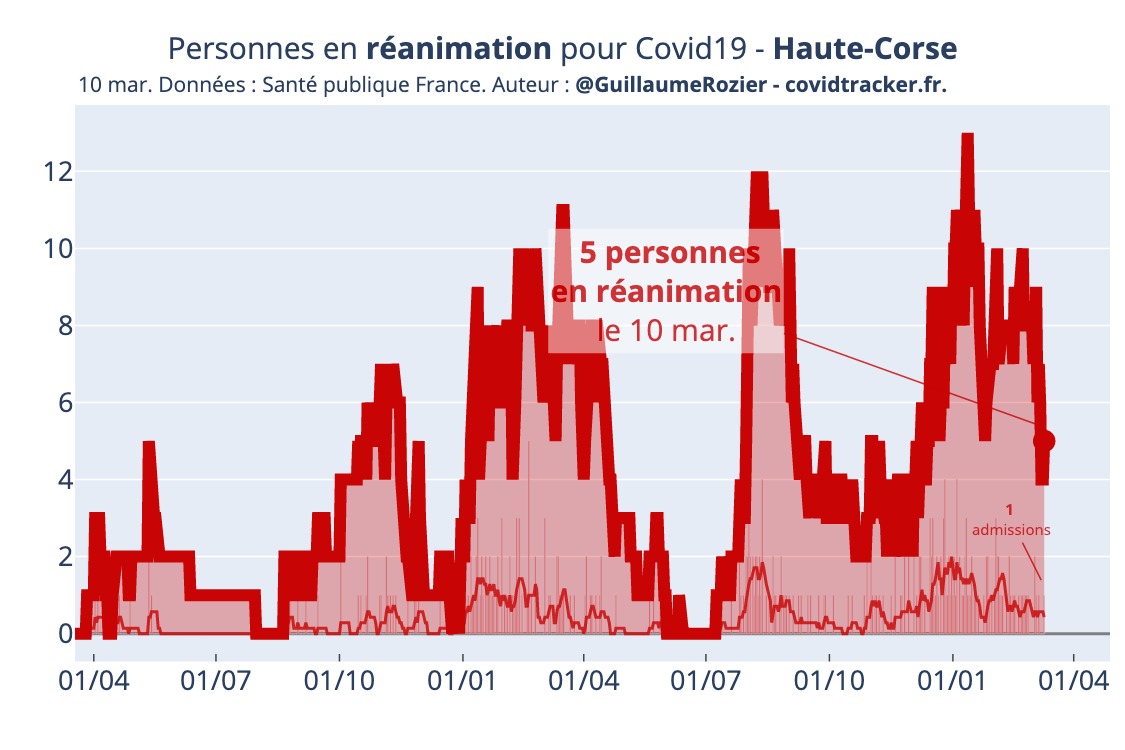 Personnes en réanimation pour Covid19 - Haute-Corse
10 mar. Données : Santé publique France. Auteur : @GuillaumeRozier - covidtracker.fr.
12
10
8
6
4
2
0
5 personnes
en réanimation
le 10 mar.
1
admissions
01/04 01/07 01/10 01/01 01/04 01/07 01/10 01/01 01/04